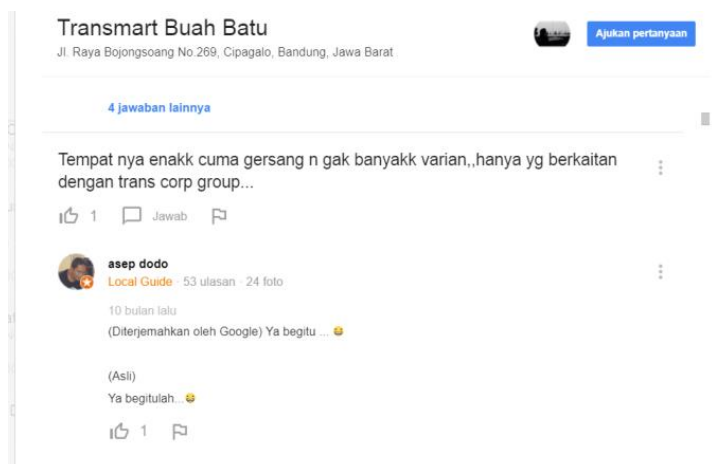 Transmart Buah Batu
Jl. Raya Bojongsoang No.269, Cipagalo, Bandung, Jawa Barat
Ajukan pertanyaan
4 jawaban lainnya
Tempat nya enakk cuma gersang n gak banyakk varian,,hanya yg berkaitan
dengan trans corp group...
1 Jawab
asep dodo
Local Guide · 53 ulasan · 24 foto
10 bulan lalu
(Diterjemahkan oleh Google) Ya begitu ... 😂
(Asli)
Ya begitulah...😂
1